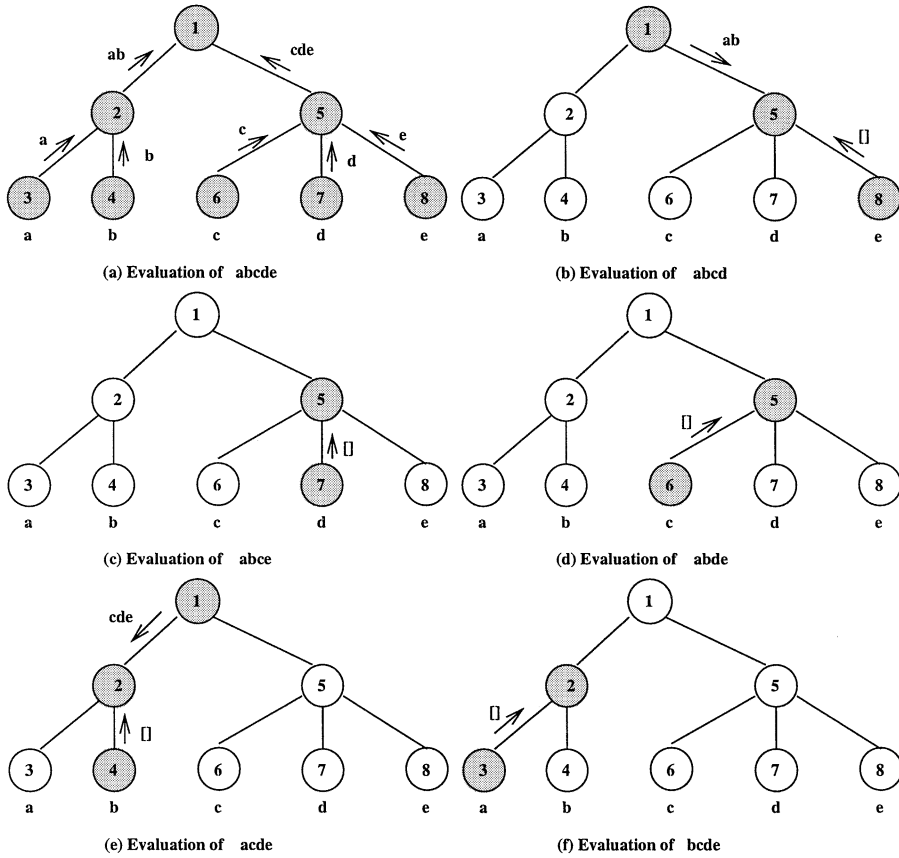 1
ab
cde
2
5
a
b
c
d
e
3
4
6
7
8
a
b
c
d
e
(a) Evaluation of abcde
1
ab
2
5
[]
3
4
6
7
8
a
b
c
d
e
(b) Evaluation of abcd
1
2
5
[]
3
4
6
7
8
a
b
c
d
e
(c) Evaluation of abce
1
2
5
[]
3
4
6
7
8
a
b
c
d
e
(d) Evaluation of abde
1
cde
2
5
[]
3
4
6
7
8
a
b
c
d
e
(e) Evaluation of acde
1
2
5
[]
3
4
6
7
8
a
b
c
d
e
(f) Evaluation of bcde